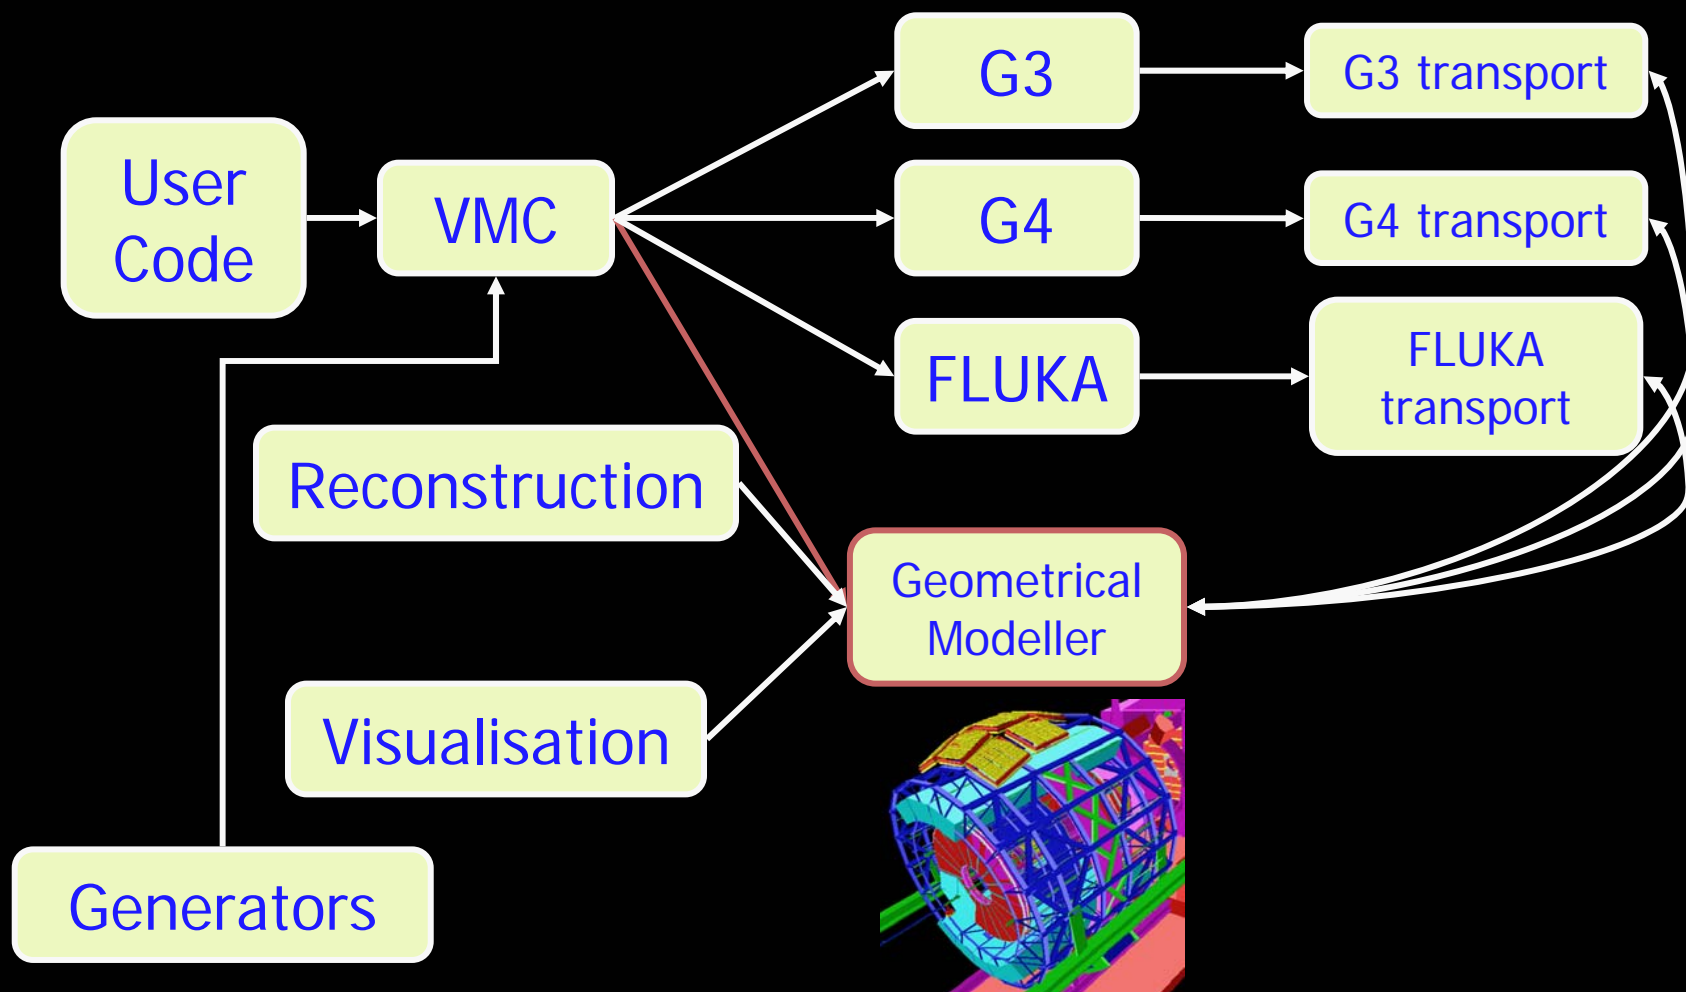 User
Code
VMC
G3
G3 transport
G4
G4 transport
FLUKA
FLUKA
transport
Reconstruction
Geometrical
Modeller
Visualisation
Generators